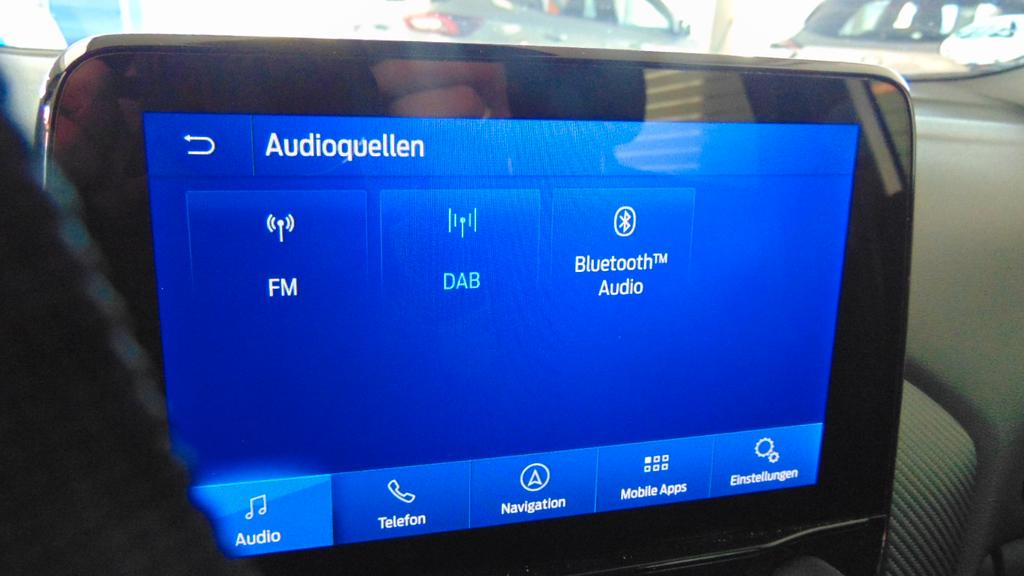 Audioquellen
FM
DAB
Bluetooth™
Audio
Audio
Telefon
Navigation
Mobile Apps
Einstellungen